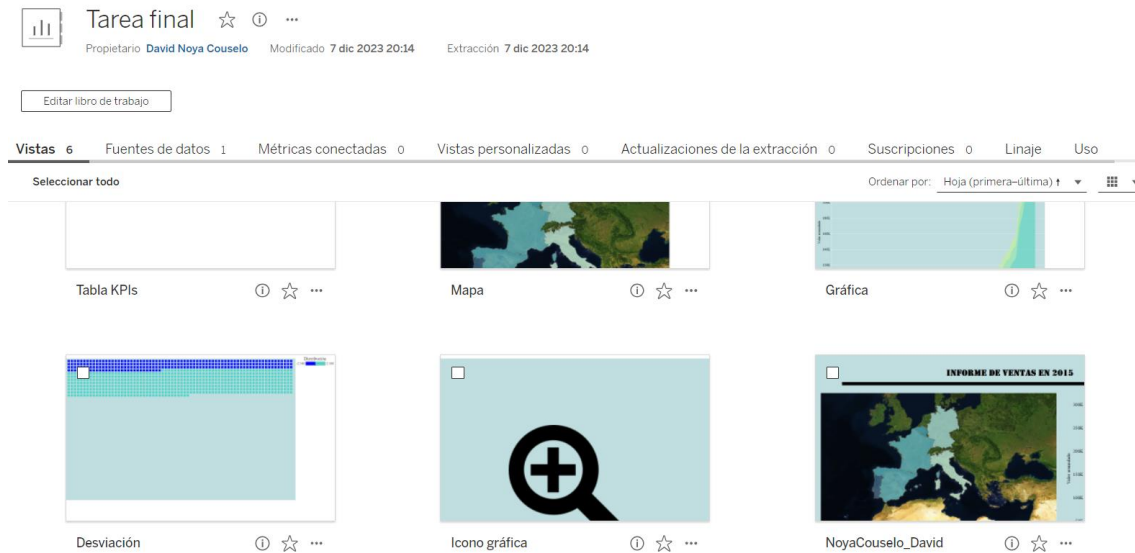 Tarea final
Propietario David Noya Couselo Modificado 7 dic 2023 20:14 Extracción 7 dic 2023 20:14
Editar libro de trabajo
Vistas 6 Fuentes de datos 1 Métricas conectadas 0 Vistas personalizadas 0 Actualizaciones de la extracción 0 Suscripciones 0 Linaje Uso
Seleccionar todo Ordenar por: Hoja (primera–última) ↑
Tabla KPIs Mapa Gráfica
INFORME DE VENTAS EN 2015
Desviación Icono gráfica NoyaCouselo_David